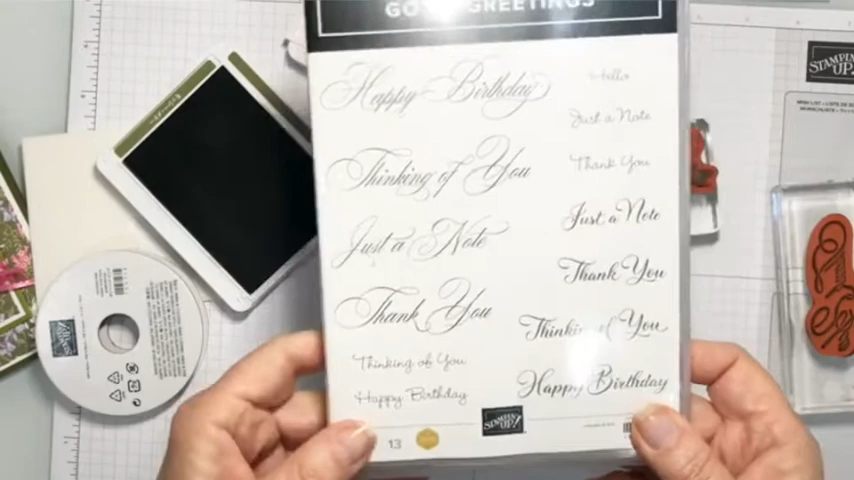 GREETINGS
Happy Birthday
Thinking of You
Just a Note
Thank You
Thinking of You
Happy Birthday
Hello
Just a Note
Thank You
Just a Note
Thank You
Thinking of You
Happy Birthday
STAMPIN' UP!
13
STAMPIN' UP!